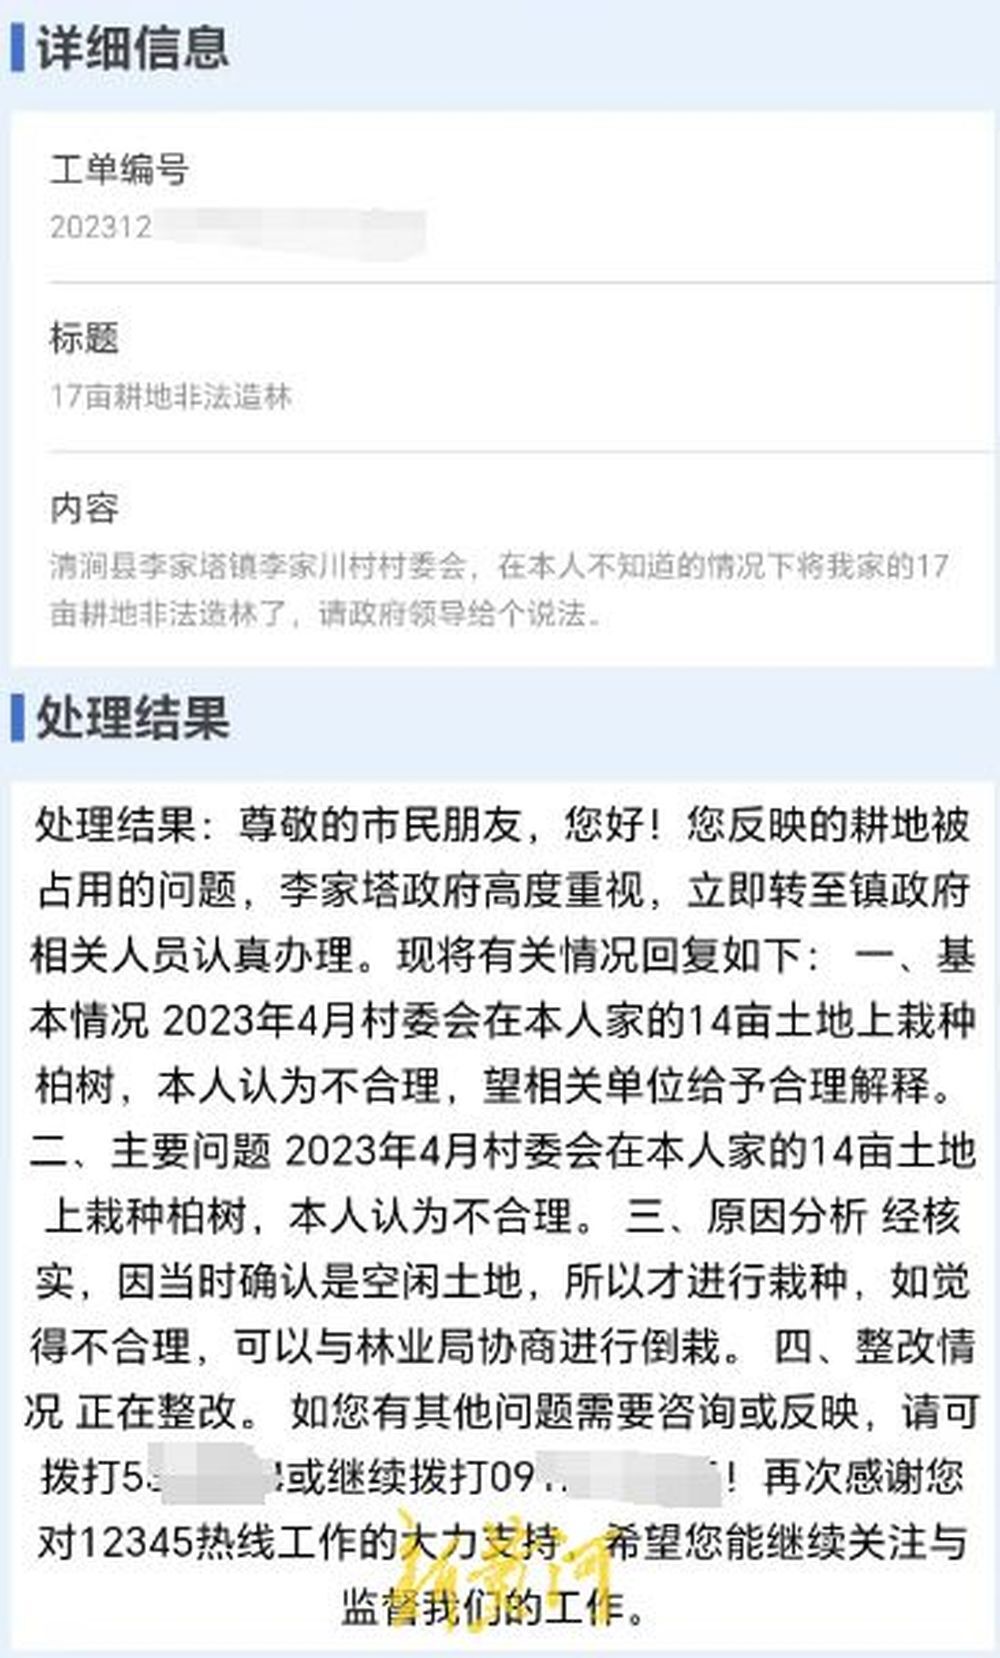 详细信息
工单编号
202312
标题
17亩耕地非法造林
内容
清涧县李家塔镇李家川村村委会，在本人不知道的情况下将我家的17
亩耕地非法造林了，请政府领导给个说法。
处理结果
处理结果：尊敬的市民朋友，您好！您反映的耕地被
占用的问题，李家塔政府高度重视，立即转至镇政府
相关人员认真办理。现将有关情况回复如下： 一、基
本情况 2023年4月村委会在本人家的14亩土地上栽种
柏树，本人认为不合理，望相关单位给予合理解释。
二、主要问题 2023年4月村委会在本人家的14亩土地
上栽种柏树，本人认为不合理。 三、原因分析 经核
实，因当时确认是空闲土地，所以才进行栽种，如觉
得不合理，可以与林业局协商进行倒栽。 四、整改情
况 正在整改。 如您有其他问题需要咨询或反映，请可
拨打5 或继续拨打09 ！再次感谢您
对12345热线工作的大力支持 希望您能继续关注与
监督我们的工作。
新黄河